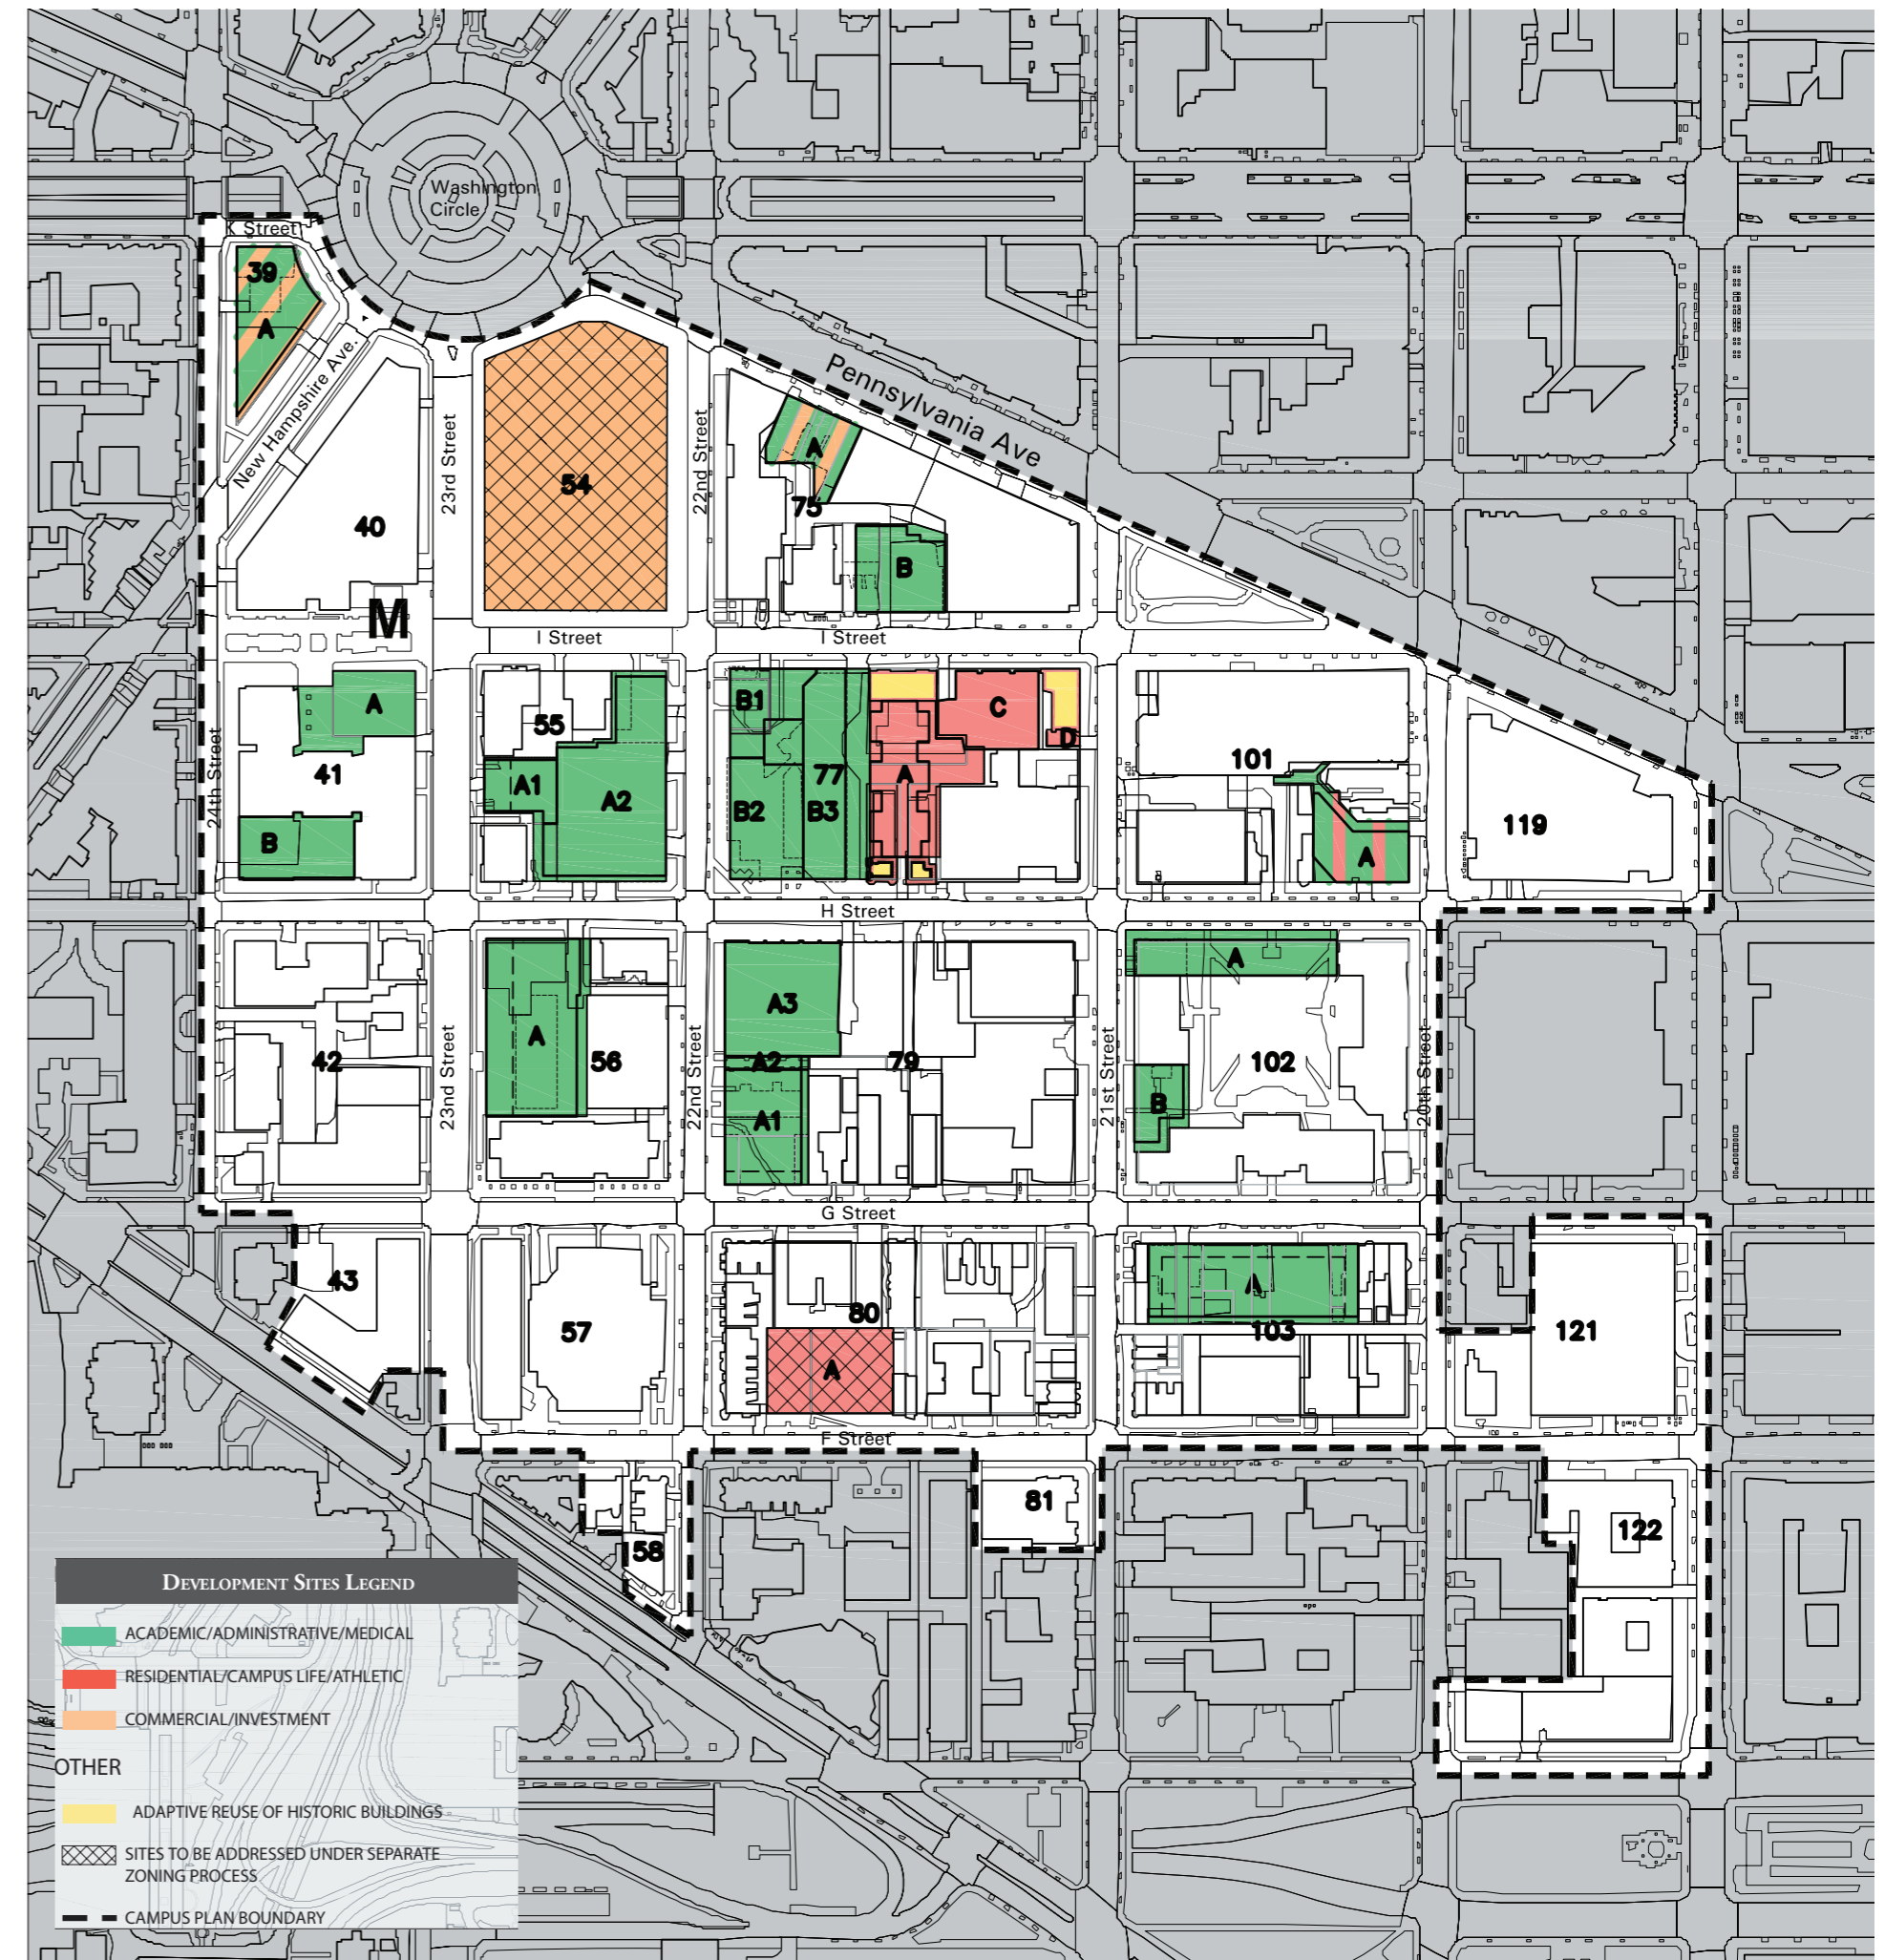 Washington
Circle
K Street
39
A
New Hampshire Ave.
Pennsylvania Ave
23rd Street
22nd Street
54
A
75
40
B
M
I Street
I Street
24th Street
A
41
B
55
A1
A2
B1
B2
77
B3
A
C
D
101
A
119
H Street
42
23rd Street
A
56
22nd Street
A3
A2
79
A1
21st Street
A
102
B
20th Street
G Street
43
57
80
A
A
103
121
F Street
58
81
122
DEVELOPMENT SITES LEGEND
ACADEMIC/ADMINISTRATIVE/MEDICAL
RESIDENTIAL/CAMPUS LIFE/ATHLETIC
COMMERCIAL/INVESTMENT
OTHER
ADAPTIVE REUSE OF HISTORIC BUILDINGS
SITES TO BE ADDRESSED UNDER SEPARATE
ZONING PROCESS
CAMPUS PLAN BOUNDARY